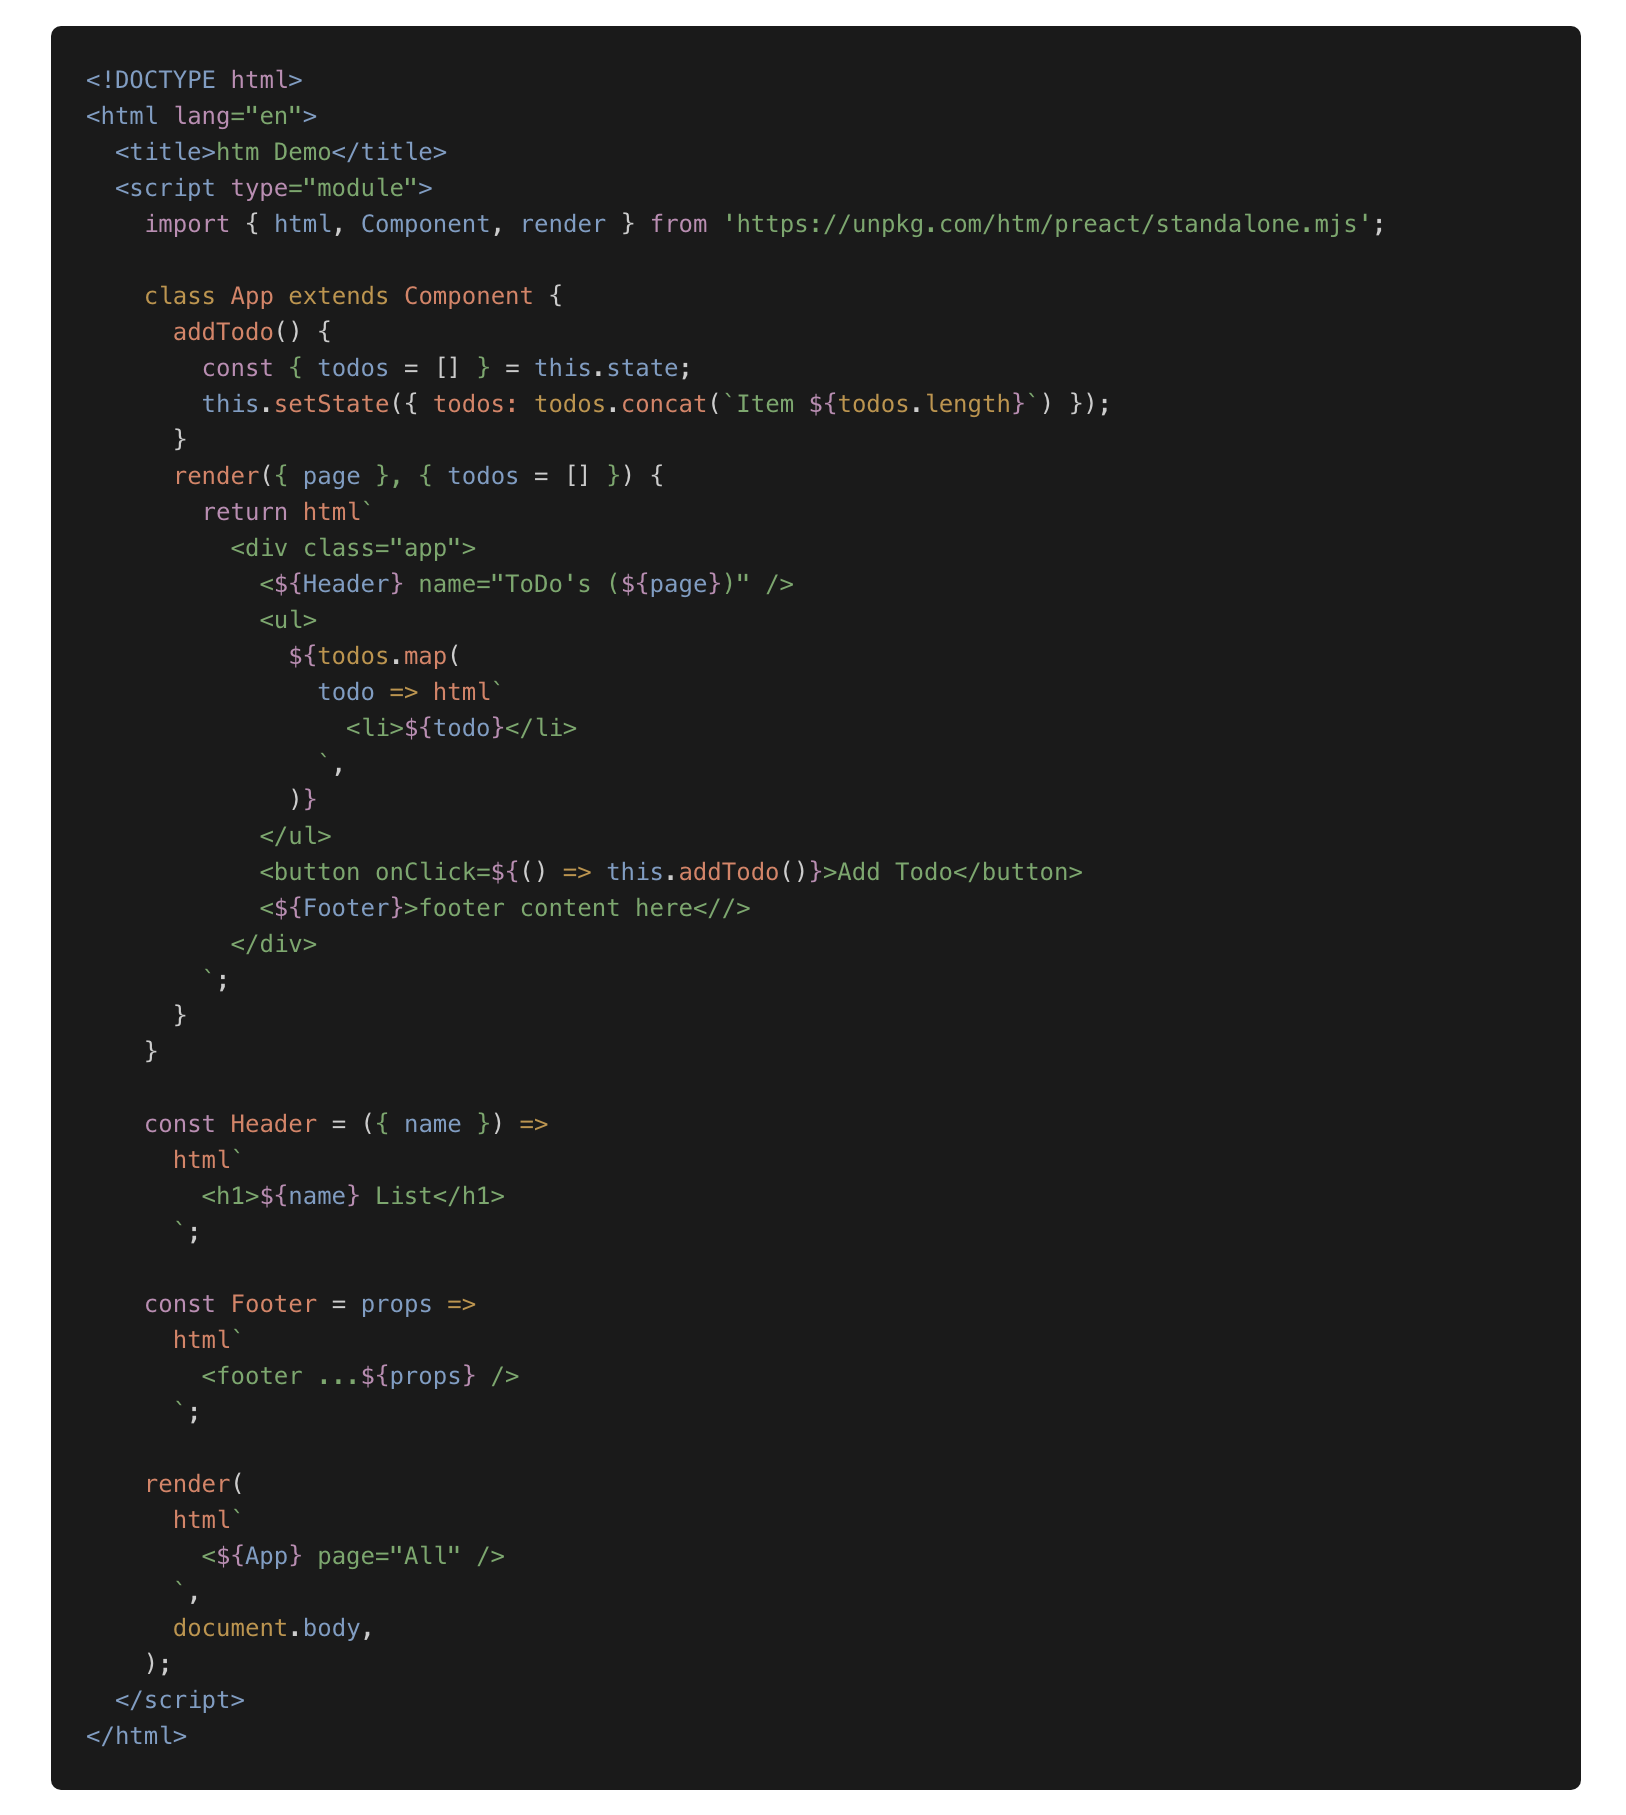 <!DOCTYPE html>
<html lang="en">
  <title>htm Demo</title>
  <script type="module">
    import { html, Component, render } from 'https://unpkg.com/htm/preact/standalone.mjs';

    class App extends Component {
      addTodo() {
        const { todos = [] } = this.state;
        this.setState({ todos: todos.concat(`Item ${todos.length}`) });
      }
      render({ page }, { todos = [] }) {
        return html`
          <div class="app">
            <${Header} name="ToDo's (${page})" />
            <ul>
              ${todos.map(
                todo => html`
                  <li>${todo}</li>
                `,
              )}
            </ul>
            <button onClick=${() => this.addTodo()}>Add Todo</button>
            <${Footer}>footer content here<//>
          </div>
        `;
      }
    }

    const Header = ({ name }) =>
      html`
        <h1>${name} List</h1>
      `;

    const Footer = props =>
      html`
        <footer ...${props} />
      `;

    render(
      html`
        <${App} page="All" />
      `,
      document.body,
    );
  </script>
</html>